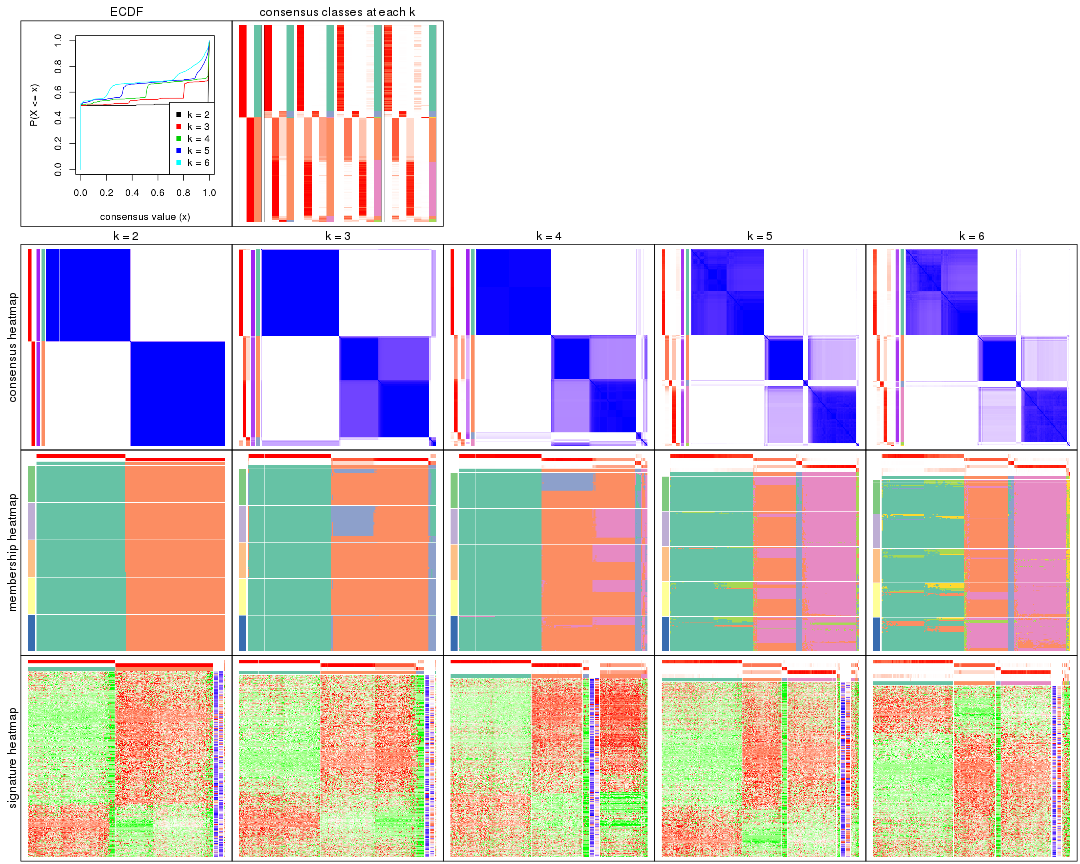 ECDF
consensus classes at each k
P(X <= x)
0.0 0.2 0.4 0.6 0.8 1.0
k = 2
k = 3
k = 4
k = 5
k = 6
0.0 0.2 0.4 0.6 0.8 1.0
consensus value (x)
k = 2
k = 3
k = 4
k = 5
k = 6
consensus heatmap
membership heatmap
signature heatmap